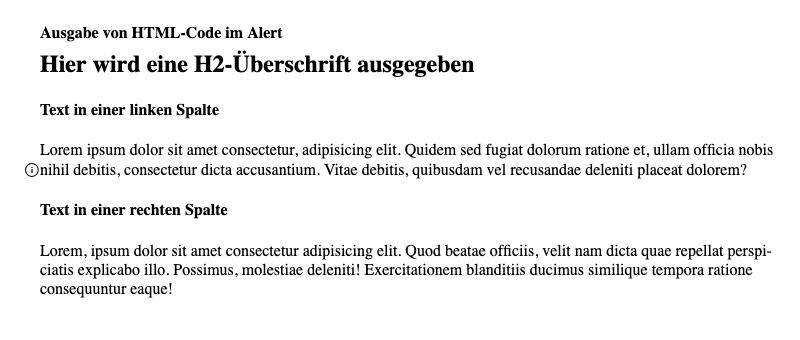 Ausgabe von HTML-Code im Alert
Hier wird eine H2-Überschrift ausgegeben
Text in einer linken Spalte
Lorem ipsum dolor sit amet consectetur, adipisicing elit. Quidem sed fugiat dolorum ratione et, ullam officia nobis
nihil debitis, consectetur dicta accusantium. Vitae debitis, quibusdam vel recusandae deleniti placeat dolorem?
Text in einer rechten Spalte
Lorem, ipsum dolor sit amet consectetur adipisicing elit. Quod beatae officiis, velit nam dicta quae repellat perspi-
ciatis explicabo illo. Possimus, molestiae deleniti! Exercitationem blanditiis ducimus similique tempora ratione
consequuntur eaque!